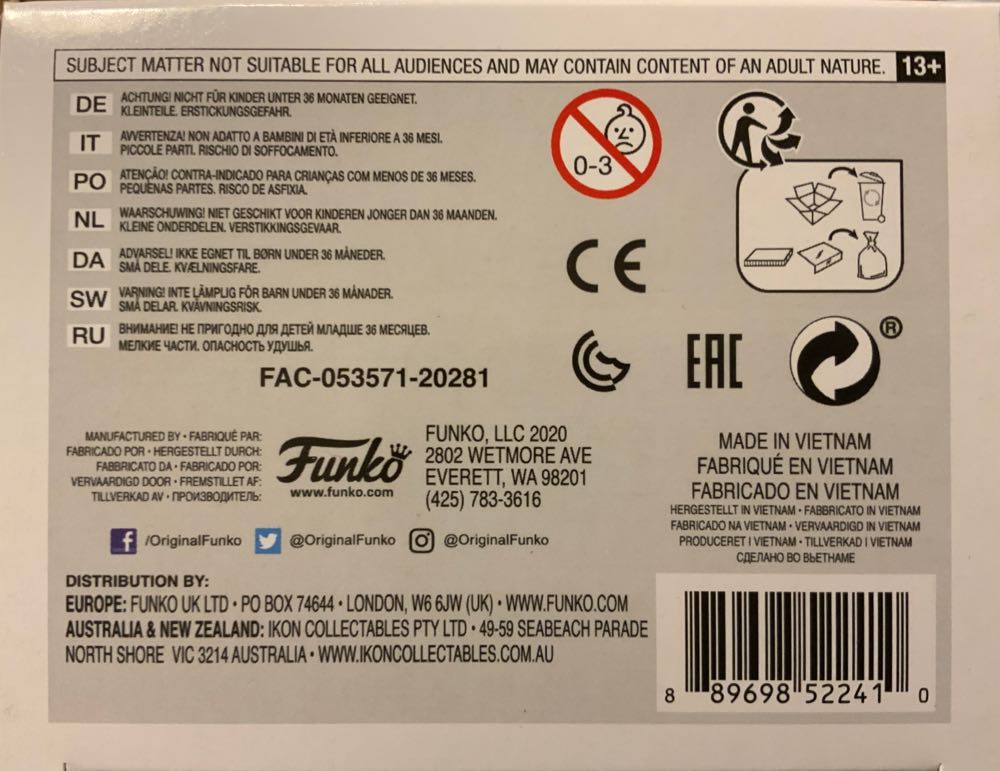 SUBJECT MATTER NOT SUITABLE FOR ALL AUDIENCES AND MAY CONTAIN CONTENT OF AN ADULT NATURE. 13+
DE ACHTUNG! NICHT FÜR KINDER UNTER 36 MONATEN GEEIGNET.
KLEINTEILE. ERSTICKUNGSGEFAHR.
IT AVVERTENZA! NON ADATTO A BAMBINI DI ETÀ INFERIORE A 36 MESI.
PICCOLE PARTI. RISCHIO DI SOFFOCAMENTO.
PO ATENÇÃO! CONTRA-INDICADO PARA CRIANÇAS COM MENOS DE 36 MESES.
PEQUENAS PARTES. RISCO DE ASFIXIA.
NL WAARSCHUWING! NIET GESCHIKT VOOR KINDEREN JONGER DAN 36 MAANDEN.
KLEINE ONDERDELEN. VERSTIKKINGSGEVAAR.
DA ADVARSEL! IKKE EGNET TIL BØRN UNDER 36 MÅNEDER.
SMÅ DELE. KVÆLNINGSFARE.
SW VARNING! INTE LÄMPLIG FÖR BARN UNDER 36 MÅNADER.
SMÅ DELAR. KVÄVNINGSRISK.
RU ВНИМАНИЕ! НЕ ПРИГОДНО ДЛЯ ДЕТЕЙ МЛАДШЕ 36 МЕСЯЦЕВ.
МЕЛКИЕ ЧАСТИ. ОПАСНОСТЬ УДУШЬЯ.
0-3
CE
EAC
®
FAC-053571-20281
MANUFACTURED BY • FABRIQUÉ PAR:
FABRICADO POR • HERGESTELLT DURCH:
FABBRICATO DA • FABRICADO POR:
VERVAARDIGD DOOR • FREMSTILLET AF:
TILLVERKAD AV • ПРОИЗВОДИТЕЛЬ:
Funko
www.funko.com
FUNKO, LLC 2020
2802 WETMORE AVE
EVERETT, WA 98201
(425) 783-3616
MADE IN VIETNAM
FABRIQUÉ EN VIETNAM
FABRICADO EN VIETNAM
HERGESTELLT IN VIETNAM • FABBRICATO IN VIETNAM
FABRICADO NA VIETNAM • VERVAARDIGD IN VIETNAM
PRODUCERET I VIETNAM • TILLVERKAD I VIETNAM
СДЕЛАНО ВО ВЬЕТНАМЕ
/OriginalFunko @OriginalFunko @OriginalFunko
DISTRIBUTION BY:
EUROPE: FUNKO UK LTD • PO BOX 74644 • LONDON, W6 6JW (UK) • WWW.FUNKO.COM
AUSTRALIA & NEW ZEALAND: IKON COLLECTABLES PTY LTD • 49-59 SEABEACH PARADE
NORTH SHORE VIC 3214 AUSTRALIA • WWW.IKONCOLLECTABLES.COM.AU
8 89698 52241 0